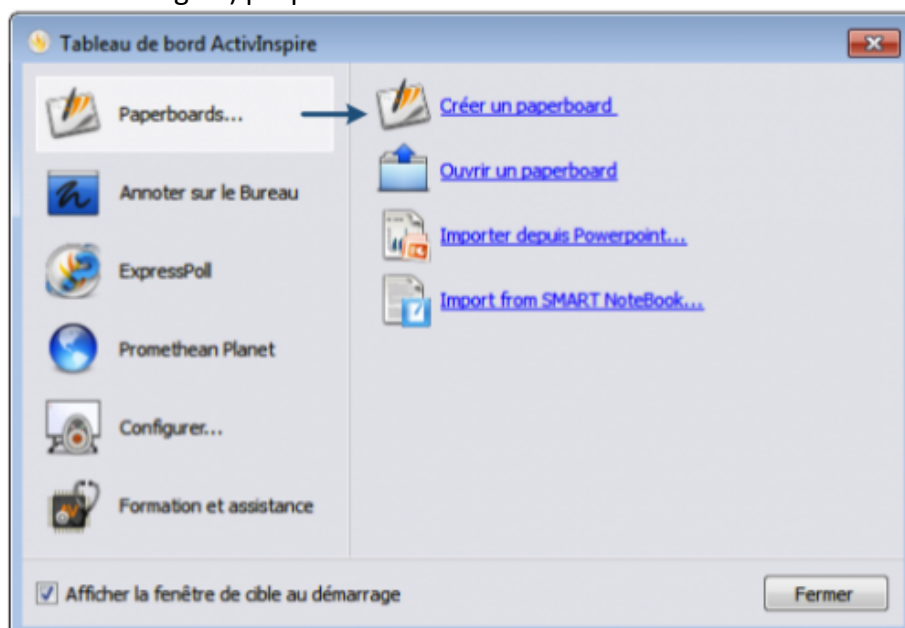 Tableau de bord ActivInspire
Paperboards...
Créer un paperboard
Annoter sur le Bureau
Ouvrir un paperboard
ExpressPoll
Importer depuis Powerpoint...
Import from SMART NoteBook...
Promethean Planet
Configurer...
Formation et assistance
Afficher la fenêtre de cible au démarrage
Fermer